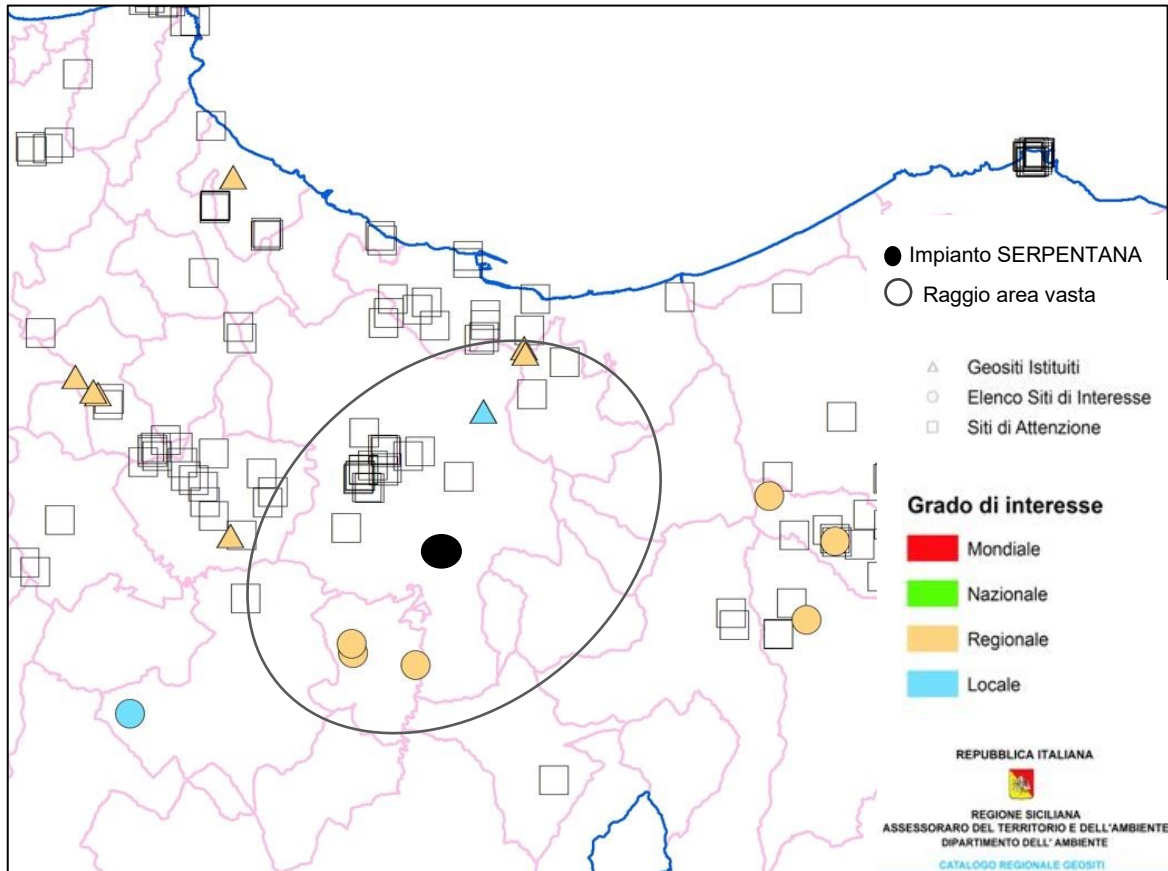 Impianto SERPENTANA
Raggio area vasta
Geositi Istituiti
Elenco Siti di Interesse
Siti di Attenzione
Grado di interesse
Mondiale
Nazionale
Regionale
Locale
REPUBBLICA ITALIANA
REGIONE SICILIANA
ASSESSORARO DEL TERRITORIO E DELL'AMBIENTE
DIPARTIMENTO DELL' AMBIENTE
CATALOGO REGIONALE GEOSITI